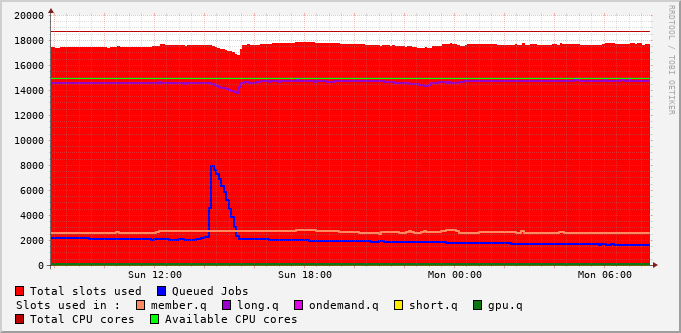 20000
18000
16000
14000
12000
10000
8000
6000
4000
2000
0
Sun 12:00 Sun 18:00 Mon 00:00 Mon 06:00
RRDTOOL / TOBI OETIKER
Total slots used Queued Jobs
Slots used in : member.q long.q ondemand.q short.q gpu.q
Total CPU cores Available CPU cores